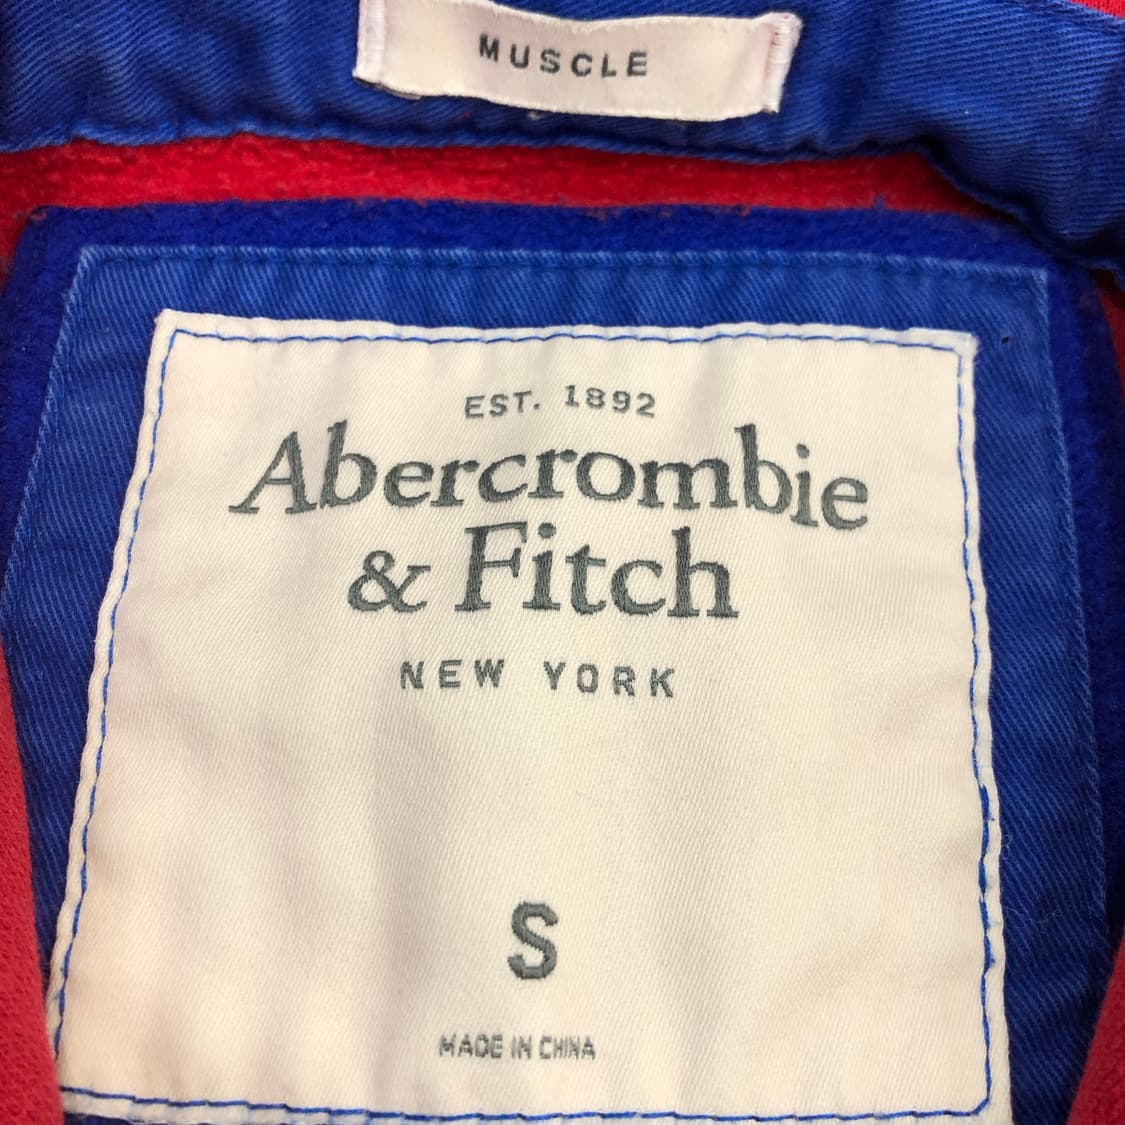 MUSCLE
EST. 1892
Abercrombie
& Fitch
NEW YORK
S
MADE IN CHINA